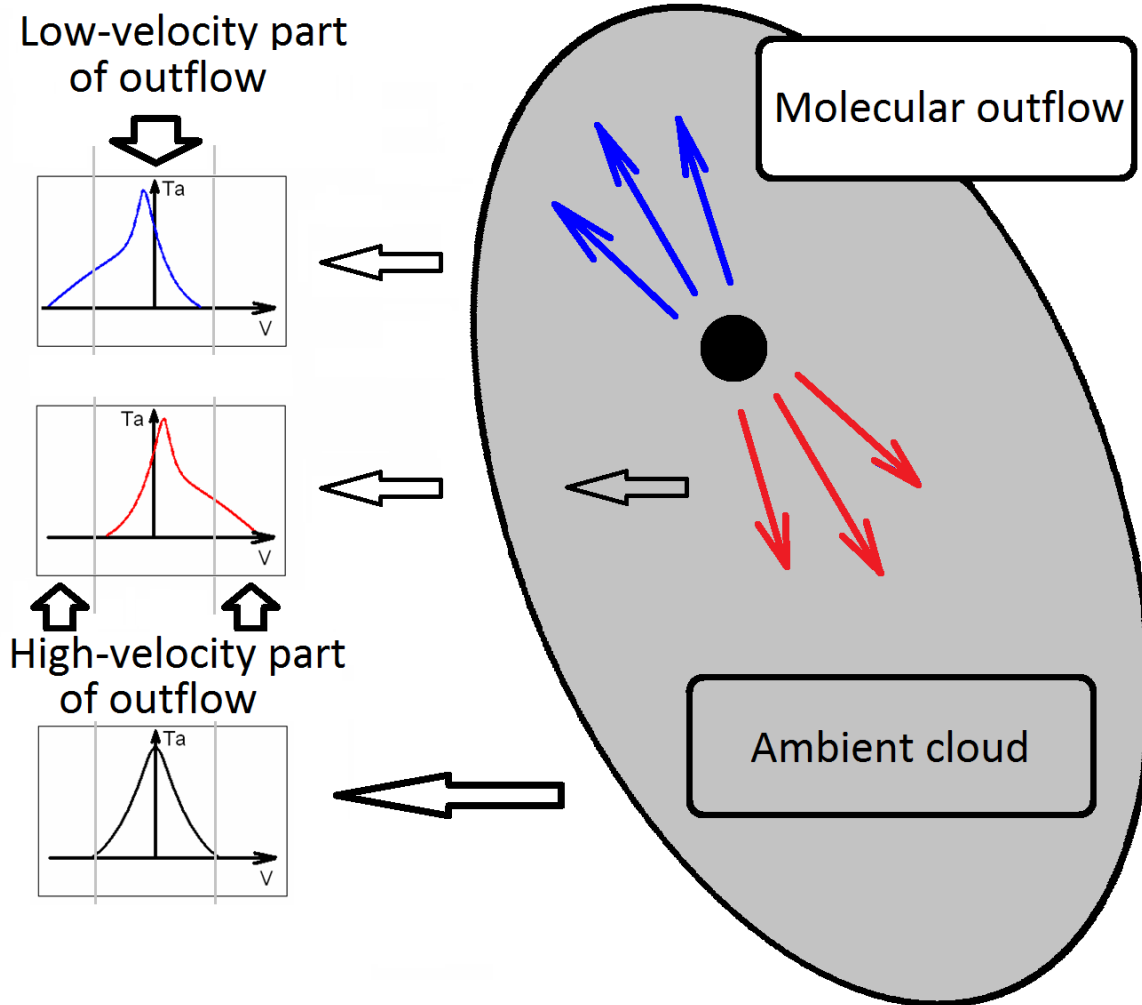 Low-velocity part
of outflow
Molecular outflow
Ta
V
Ta
V
High-velocity part
of outflow
Ta
V
Ambient cloud